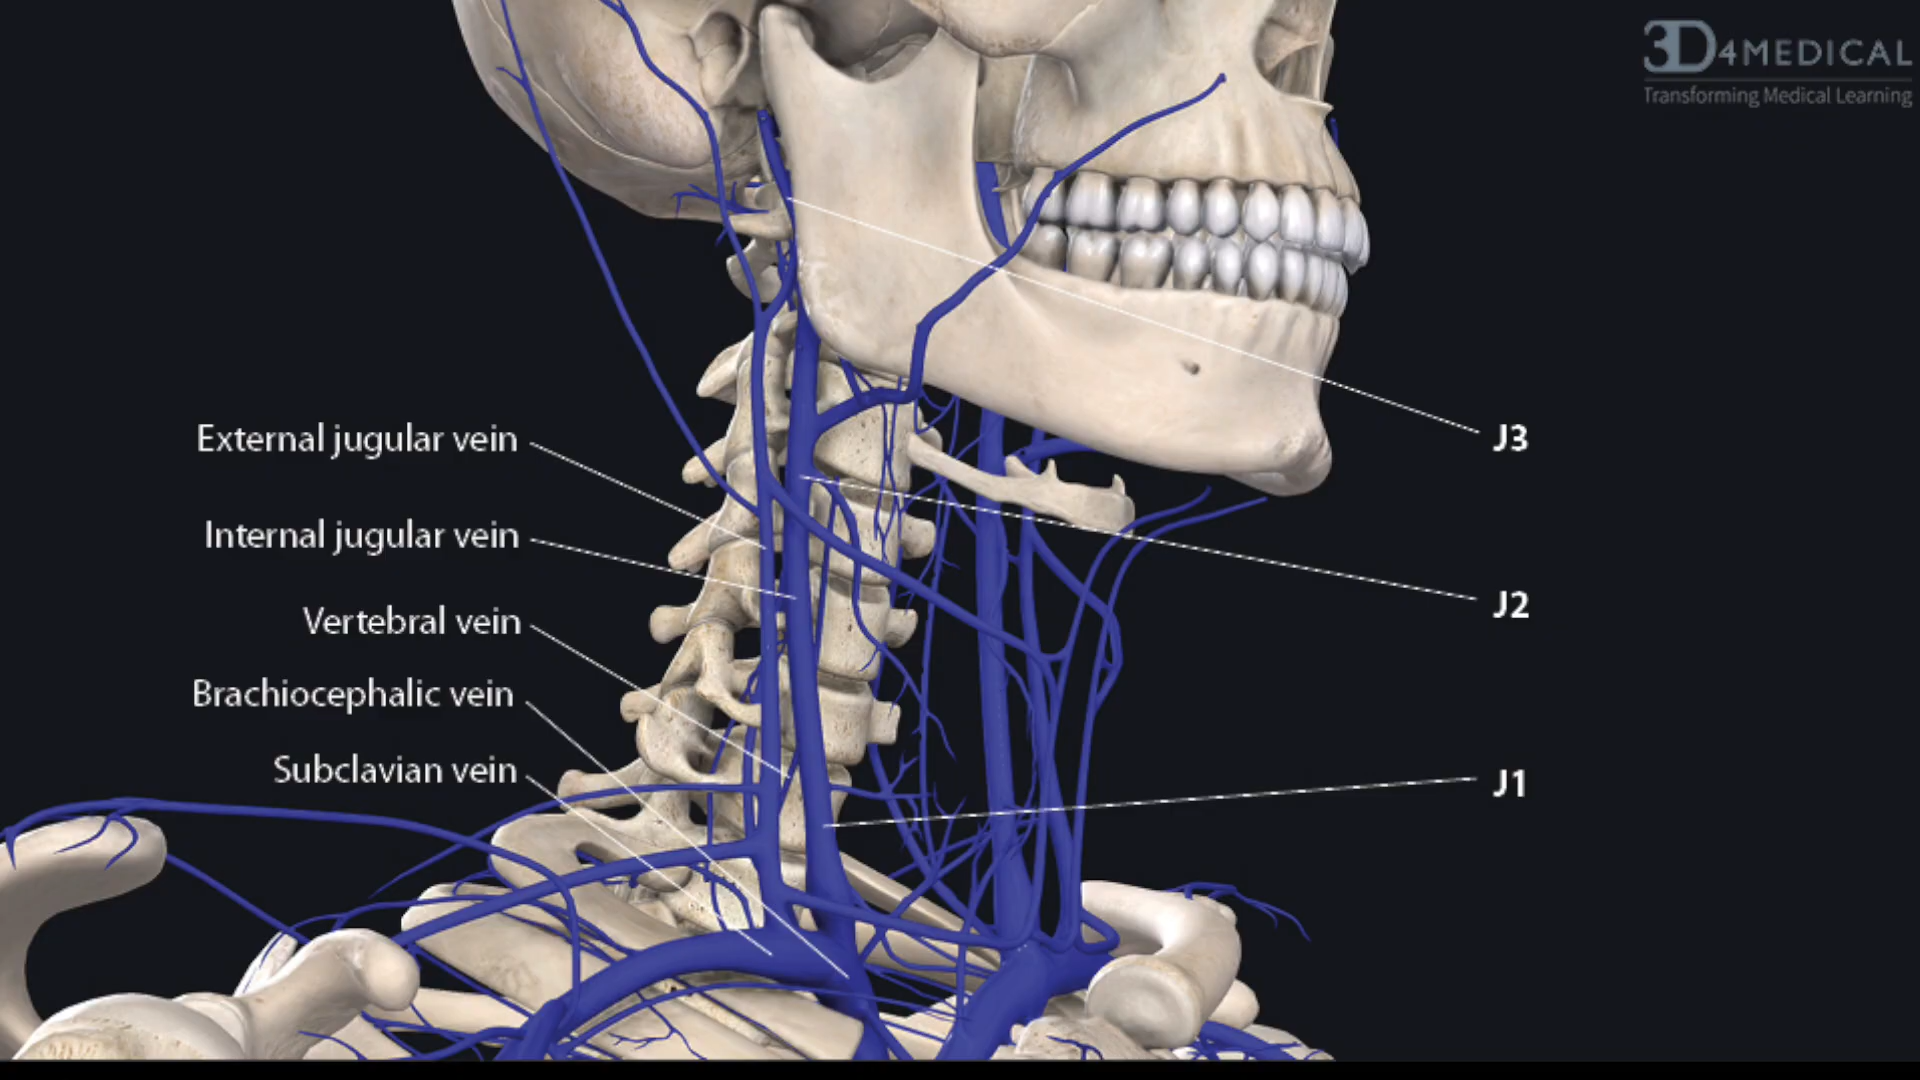 3D4MEDICAL
Transforming Medical Learning
External jugular vein
Internal jugular vein
Vertebral vein
Brachiocephalic vein
Subclavian vein
J3
J2
J1